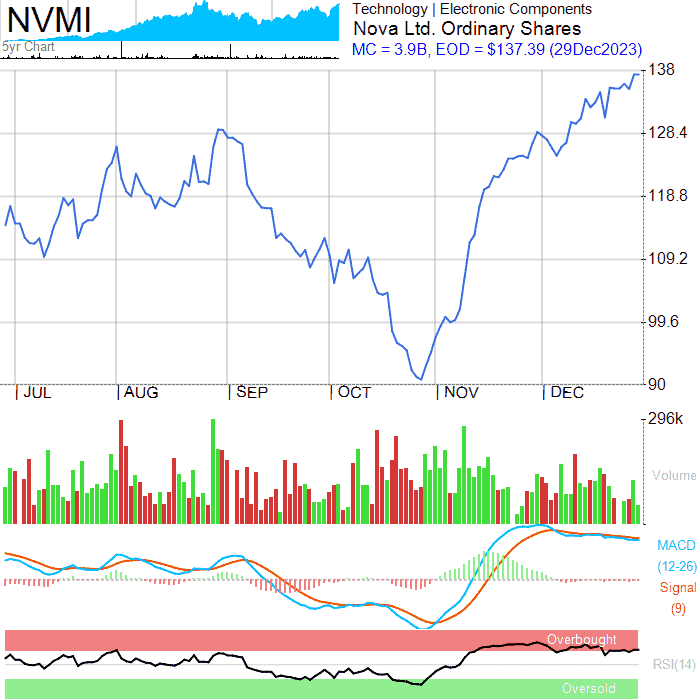 NVMI
5yr Chart
Technology | Electronic Components
Nova Ltd. Ordinary Shares
MC = 3.9B, EOD = $137.39 (29Dec2023)
138
128.4
118.8
109.2
99.6
90
JUL AUG SEP OCT NOV DEC
296k
Volume
MACD
(12-26)
Signal
(9)
Overbought
RSI(14)
Oversold